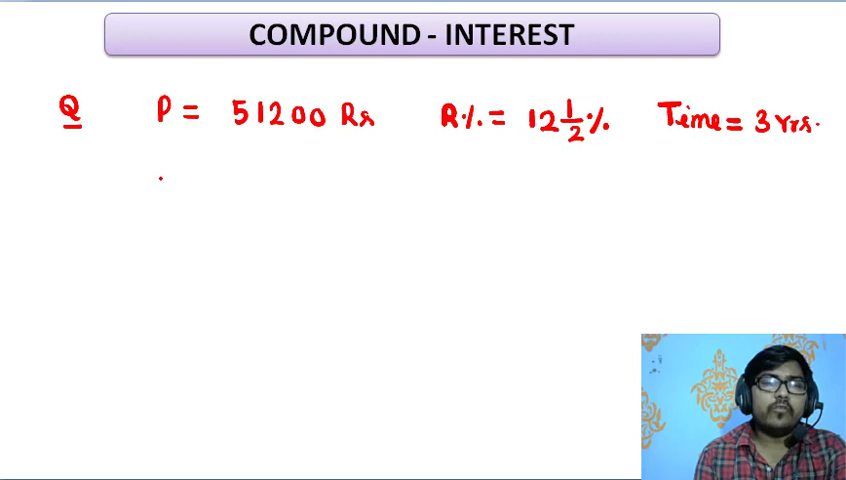 COMPOUND - INTEREST
Q P = 51200 Rs R% = 12 1/2 % Time = 3 yrs.